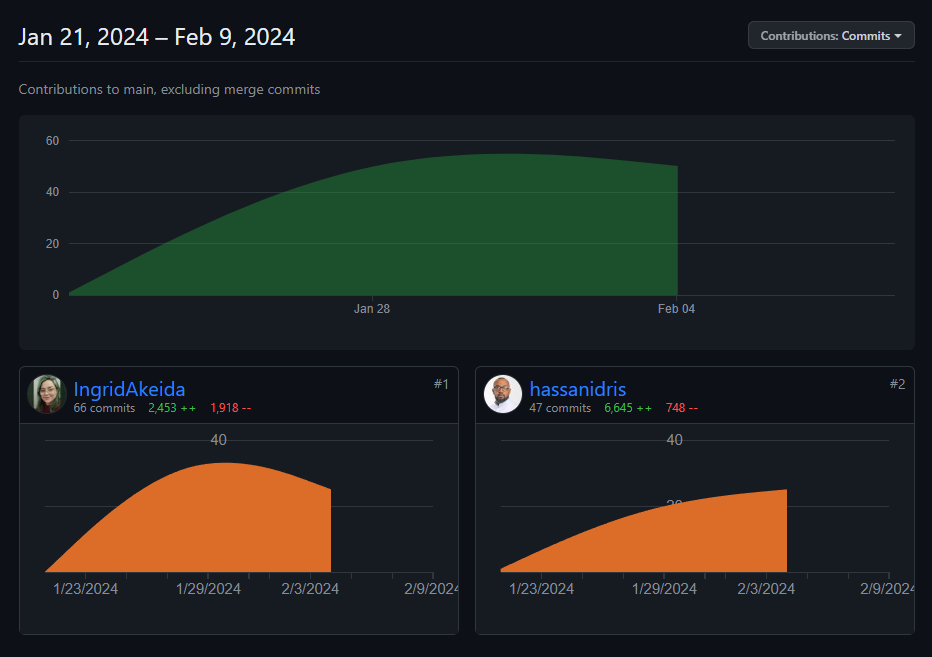 Jan 21, 2024 – Feb 9, 2024
Contributions: Commits
Contributions to main, excluding merge commits
60
40
20
0
Jan 28 Feb 04
IngridAkeida #1
66 commits 2,453 ++ 1,918 --
40
1/23/2024 1/29/2024 2/3/2024 2/9/2024
hassanidris #2
47 commits 6,645 ++ 748 --
40
20
1/23/2024 1/29/2024 2/3/2024 2/9/2024